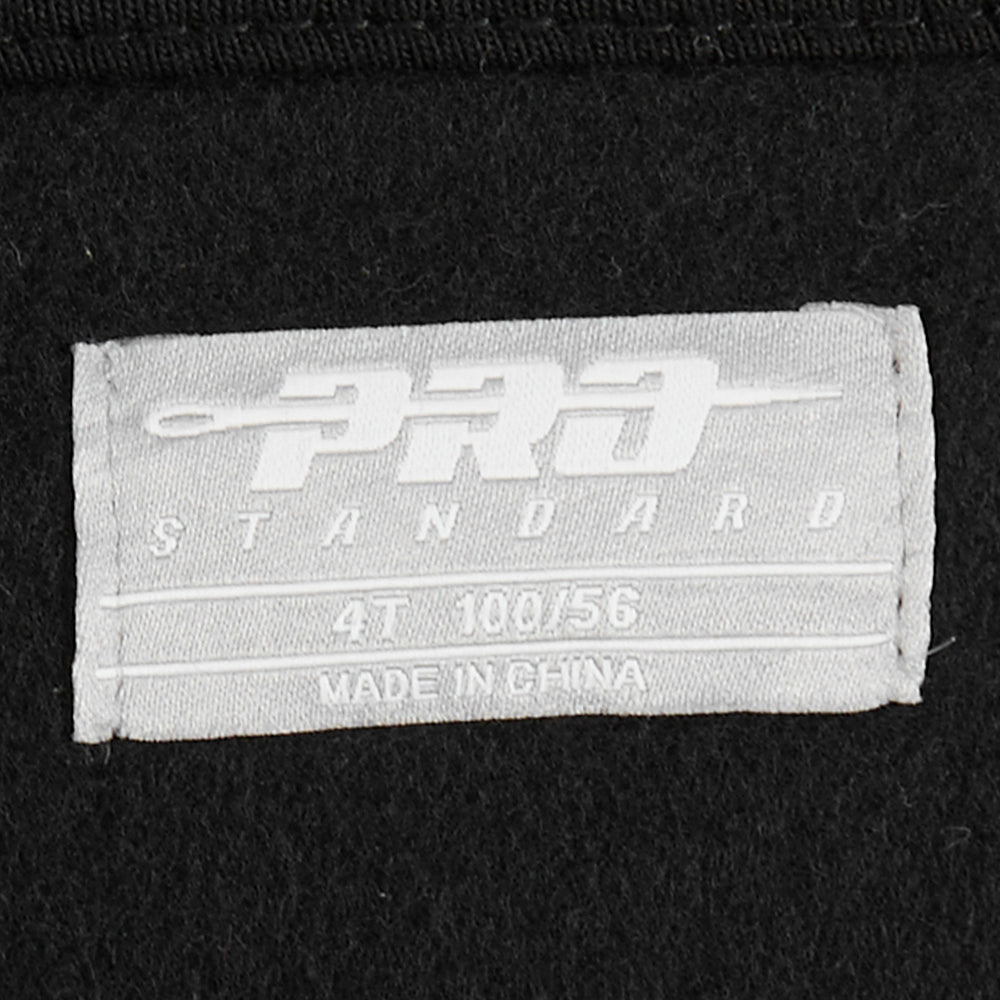 PRO
STANDARD
4T 100/56
MADE IN CHINA